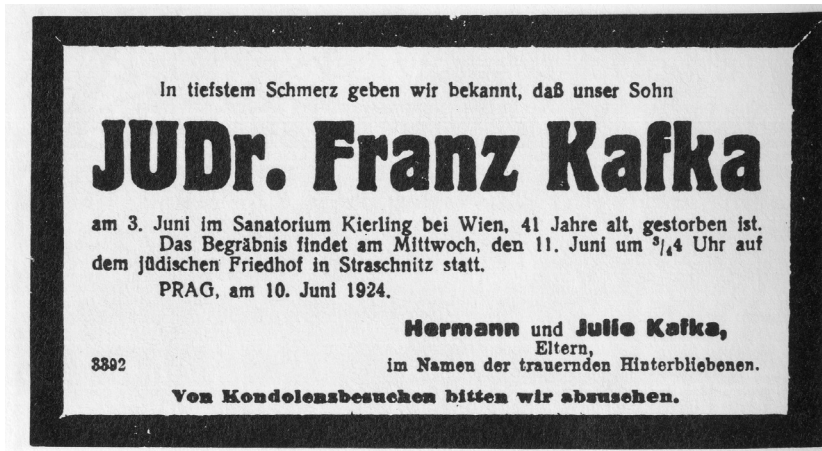 In tiefstem Schmerz geben wir bekannt, daß unser Sohn
JUDr. Franz Kafka
am 3. Juni im Sanatorium Kierling bei Wien, 41 Jahre alt, gestorben ist.
Das Begräbnis findet am Mittwoch, den 11. Juni um ³/₄4 Uhr auf
dem jüdischen Friedhof in Straschnitz statt.
PRAG, am 10. Juni 1924.
Hermann und Julie Kafka,
Eltern,
3392 im Namen der trauernden Hinterbliebenen.
Von Kondolensbesuchen bitten wir abzusehen.